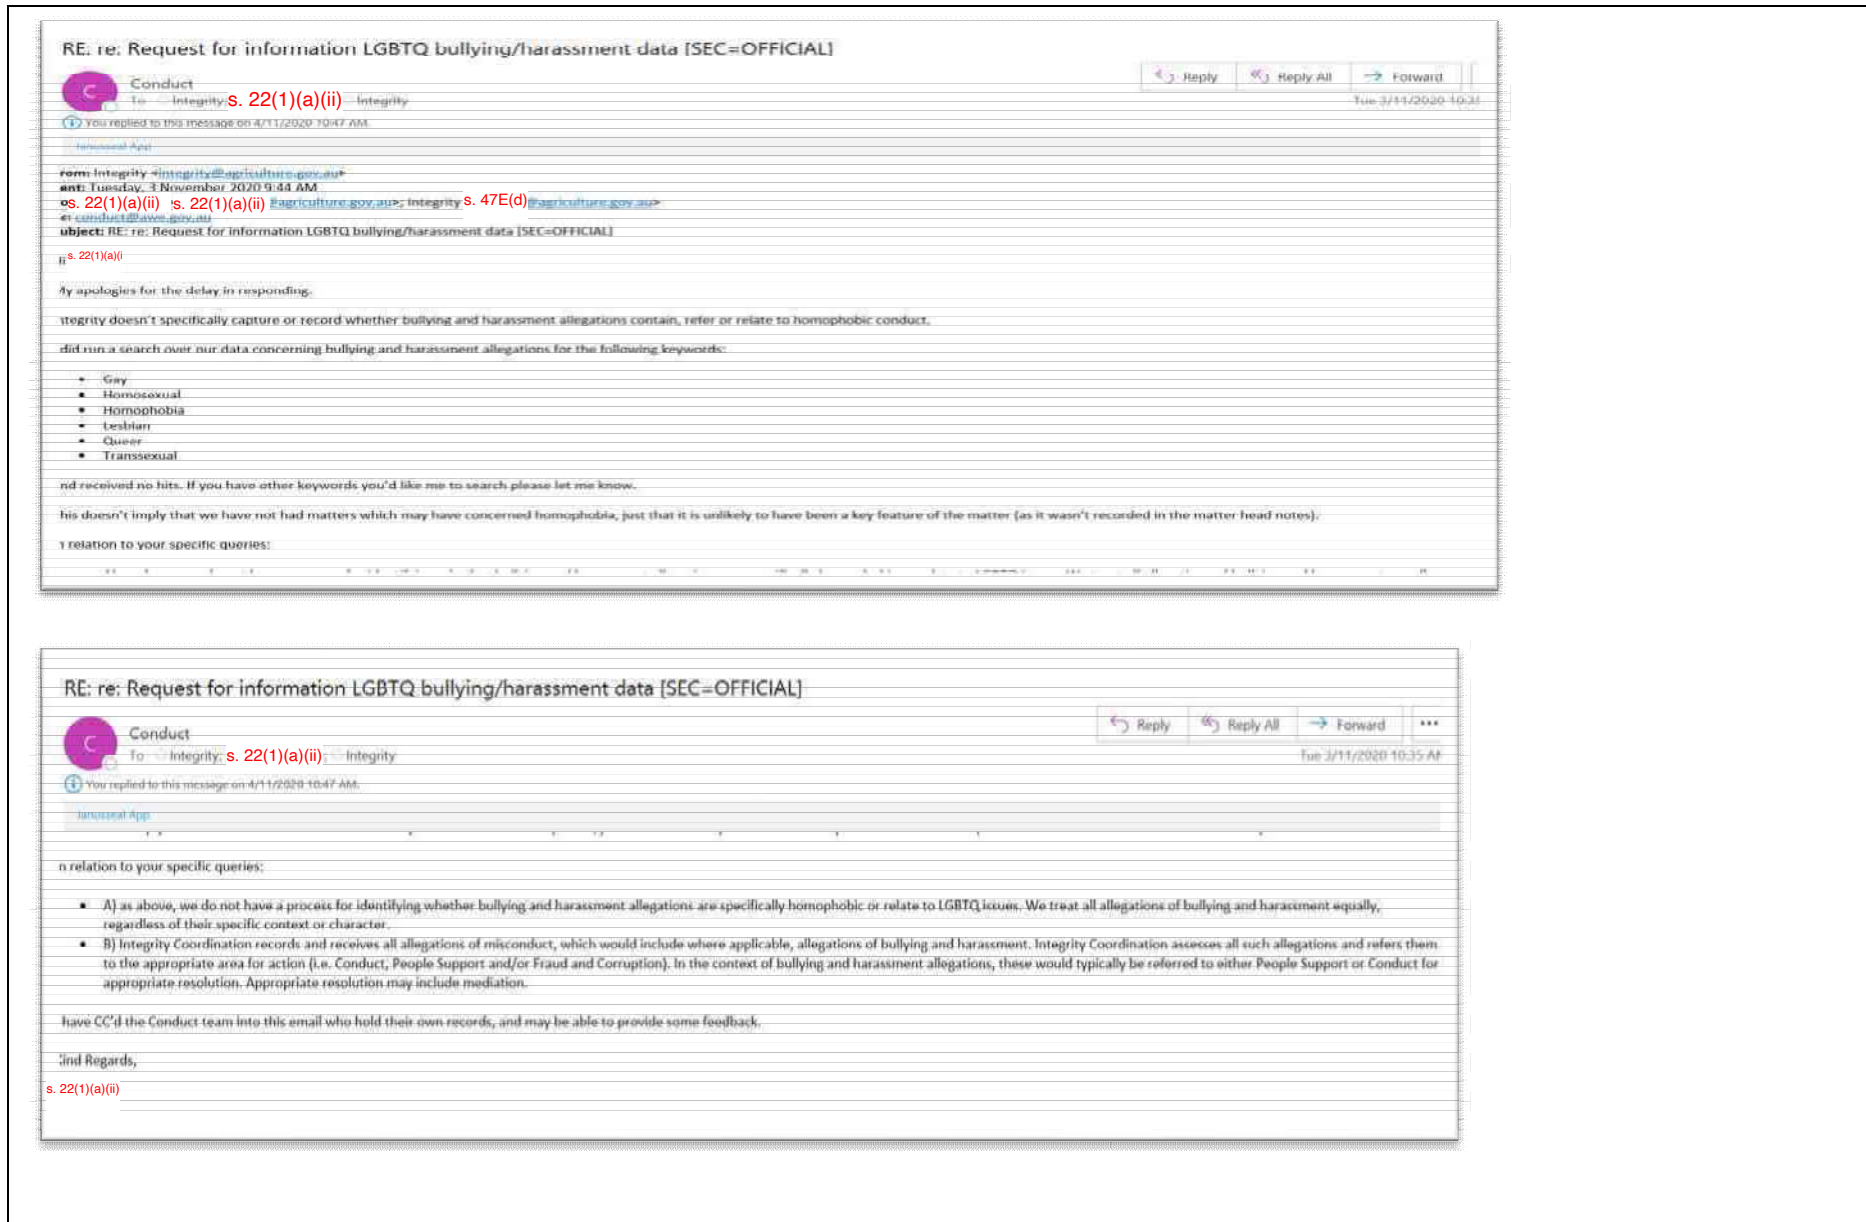 RE: re: Request for information LGBTQ bullying/harassment data [SEC=OFFICIAL]
Reply Reply All Forward
C
Conduct
To Integrity; s. 22(1)(a)(ii) Integrity
Tue 3/11/2020 10:3
You replied to this message on 4/11/2020 10:47 AM.
Janusseal App
rom: Integrity <integrity@agriculture.gov.au>
ent: Tuesday, 3 November 2020 9:44 AM
o s. 22(1)(a)(ii) s. 22(1)(a)(ii) @agriculture.gov.au>; Integrity s. 47E(d) @agriculture.gov.au>
c: conduct@awe.gov.au
ubject: RE: re: Request for information LGBTQ bullying/harassment data [SEC=OFFICIAL]
li s. 22(1)(a)(i
My apologies for the delay in responding.
ntegrity doesn't specifically capture or record whether bullying and harassment allegations contain, refer or relate to homophobic conduct.
did run a search over our data concerning bullying and harassment allegations for the following keywords:
• Gay
• Homosexual
• Homophobia
• Lesbian
• Queer
• Transsexual
nd received no hits. If you have other keywords you'd like me to search please let me know.
his doesn't imply that we have not had matters which may have concerned homophobia, just that it is unlikely to have been a key feature of the matter (as it wasn't recorded in the matter head notes).
n relation to your specific queries:
RE: re: Request for information LGBTQ bullying/harassment data [SEC=OFFICIAL]
Reply Reply All Forward ...
C
Conduct
To Integrity; s. 22(1)(a)(ii); Integrity
Tue 3/11/2020 10:35 AM
You replied to this message on 4/11/2020 10:47 AM.
Janusseal App
n relation to your specific queries:
• A) as above, we do not have a process for identifying whether bullying and harassment allegations are specifically homophobic or relate to LGBTQ issues. We treat all allegations of bullying and harassment equally,
regardless of their specific context or character.
• B) Integrity Coordination records and receives all allegations of misconduct, which would include where applicable, allegations of bullying and harassment. Integrity Coordination assesses all such allegations and refers them
to the appropriate area for action (i.e. Conduct, People Support and/or Fraud and Corruption). In the context of bullying and harassment allegations, these would typically be referred to either People Support or Conduct for
appropriate resolution. Appropriate resolution may include mediation.
have CC'd the Conduct team into this email who hold their own records, and may be able to provide some feedback.
ind Regards,
s. 22(1)(a)(ii)